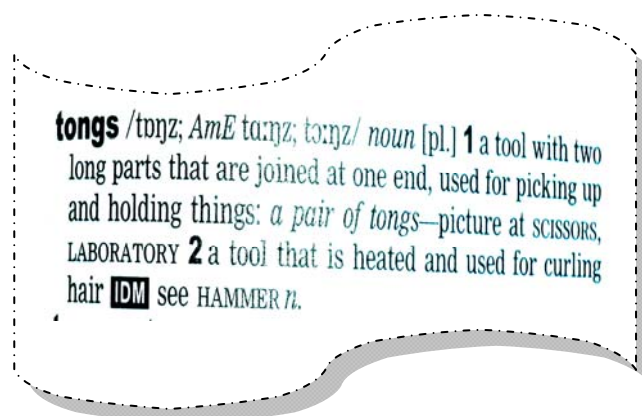 tongs /tɒŋz; AmE tɑːŋz; tɔːŋz/ noun [pl.] 1 a tool with two
long parts that are joined at one end, used for picking up
and holding things: a pair of tongs—picture at SCISSORS,
LABORATORY 2 a tool that is heated and used for curling
hair IDM see HAMMER n.